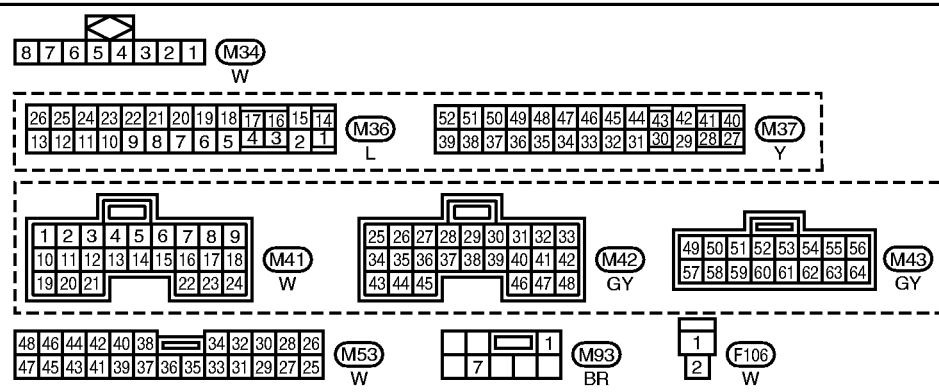 8 7 6 5 4 3 2 1 M34
W
26 25 24 23 22 21 20 19 18 17 16 15 14 M36
13 12 11 10 9 8 7 6 5 4 3 2 1
L
52 51 50 49 48 47 46 45 44 43 42 41 40 M37
39 38 37 36 35 34 33 32 31 30 29 28 27
Y
1 2 3 4 5 6 7 8 9
10 11 12 13 14 15 16 17 18 M41
19 20 21 22 23 24 W
25 26 27 28 29 30 31 32 33
34 35 36 37 38 39 40 41 42 M42
43 44 45 46 47 48 GY
49 50 51 52 53 54 55 56 M43
57 58 59 60 61 62 63 64 GY
48 46 44 42 40 38 34 32 30 28 26 M53
47 45 43 41 39 37 36 35 33 31 29 27 25
W
1 M93
7
BR
1 F106
2 W